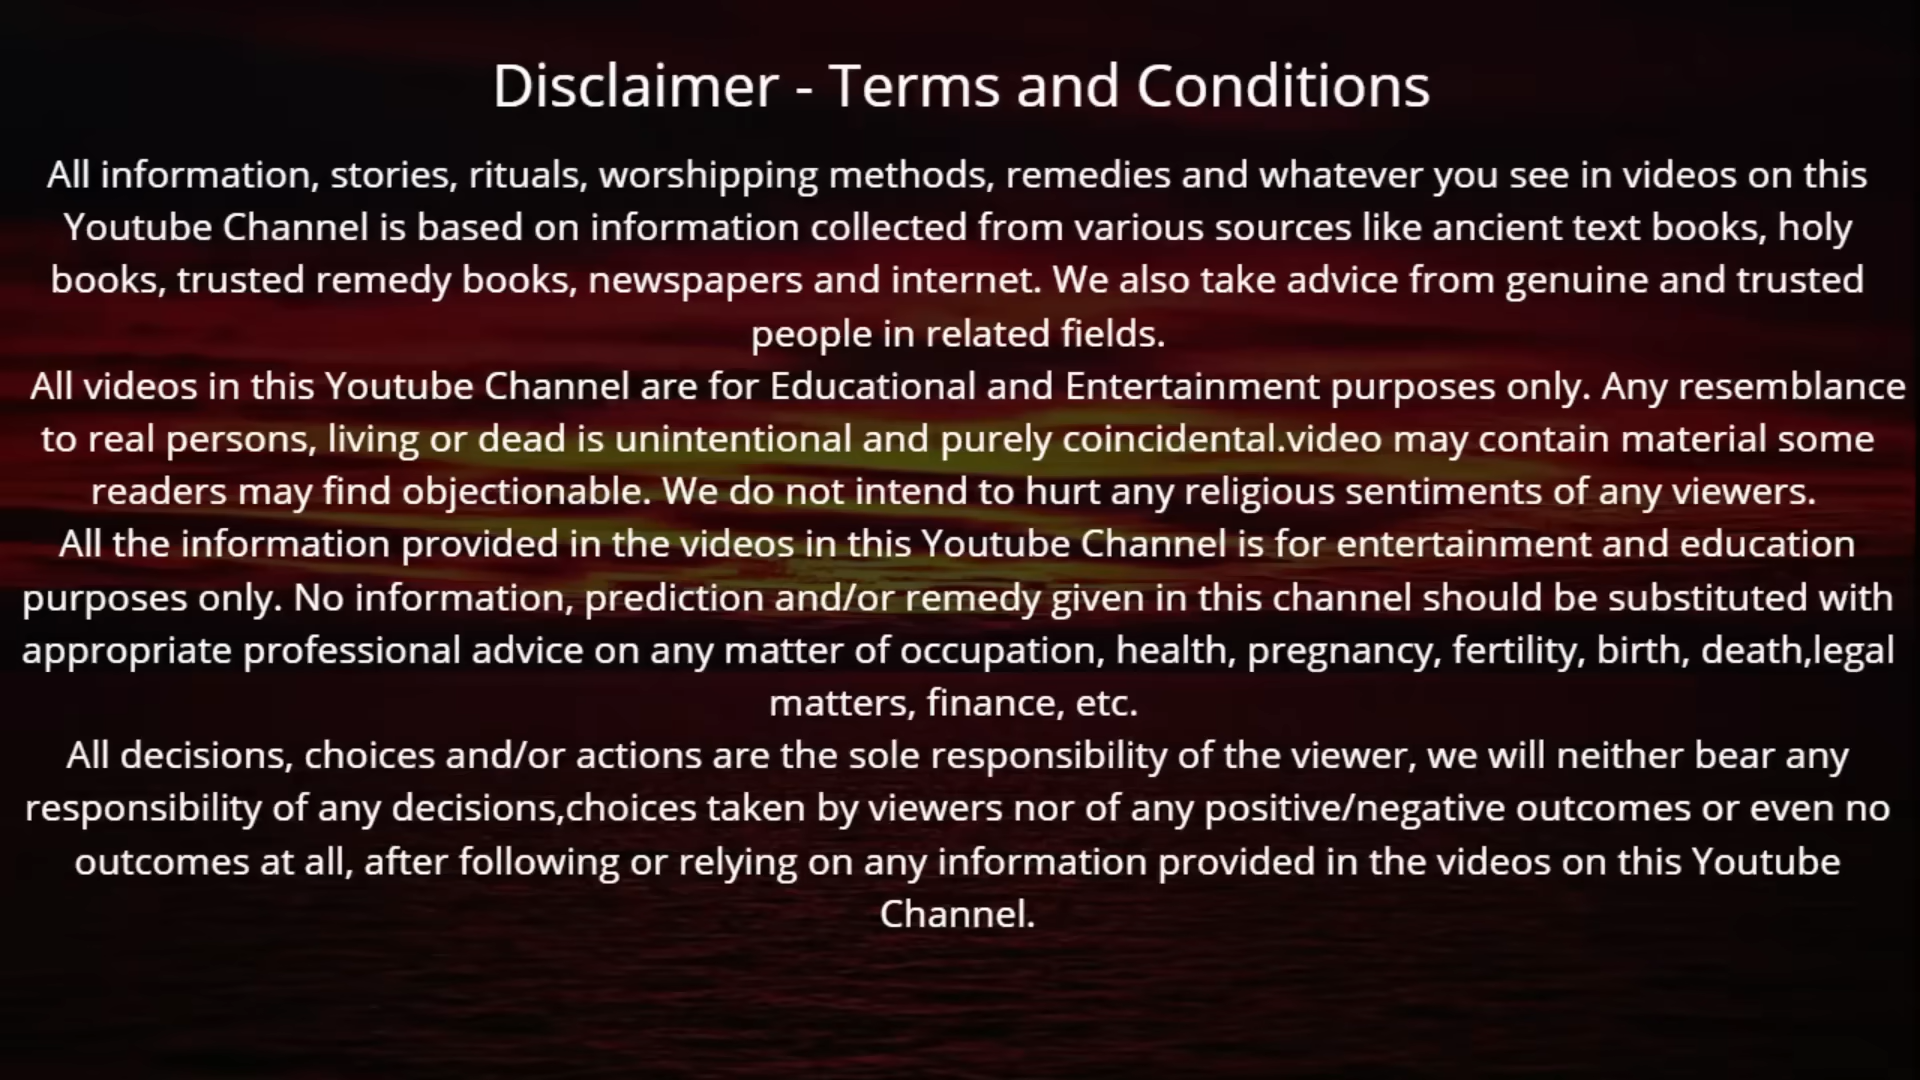 Disclaimer - Terms and Conditions
All information, stories, rituals, worshipping methods, remedies and whatever you see in videos on this
Youtube Channel is based on information collected from various sources like ancient text books, holy
books, trusted remedy books, newspapers and internet. We also take advice from genuine and trusted
people in related fields.
All videos in this Youtube Channel are for Educational and Entertainment purposes only. Any resemblance
to real persons, living or dead is unintentional and purely coincidental.video may contain material some
readers may find objectionable. We do not intend to hurt any religious sentiments of any viewers.
All the information provided in the videos in this Youtube Channel is for entertainment and education
purposes only. No information, prediction and/or remedy given in this channel should be substituted with
appropriate professional advice on any matter of occupation, health, pregnancy, fertility, birth, death,legal
matters, finance, etc.
All decisions, choices and/or actions are the sole responsibility of the viewer, we will neither bear any
responsibility of any decisions,choices taken by viewers nor of any positive/negative outcomes or even no
outcomes at all, after following or relying on any information provided in the videos on this Youtube
Channel.